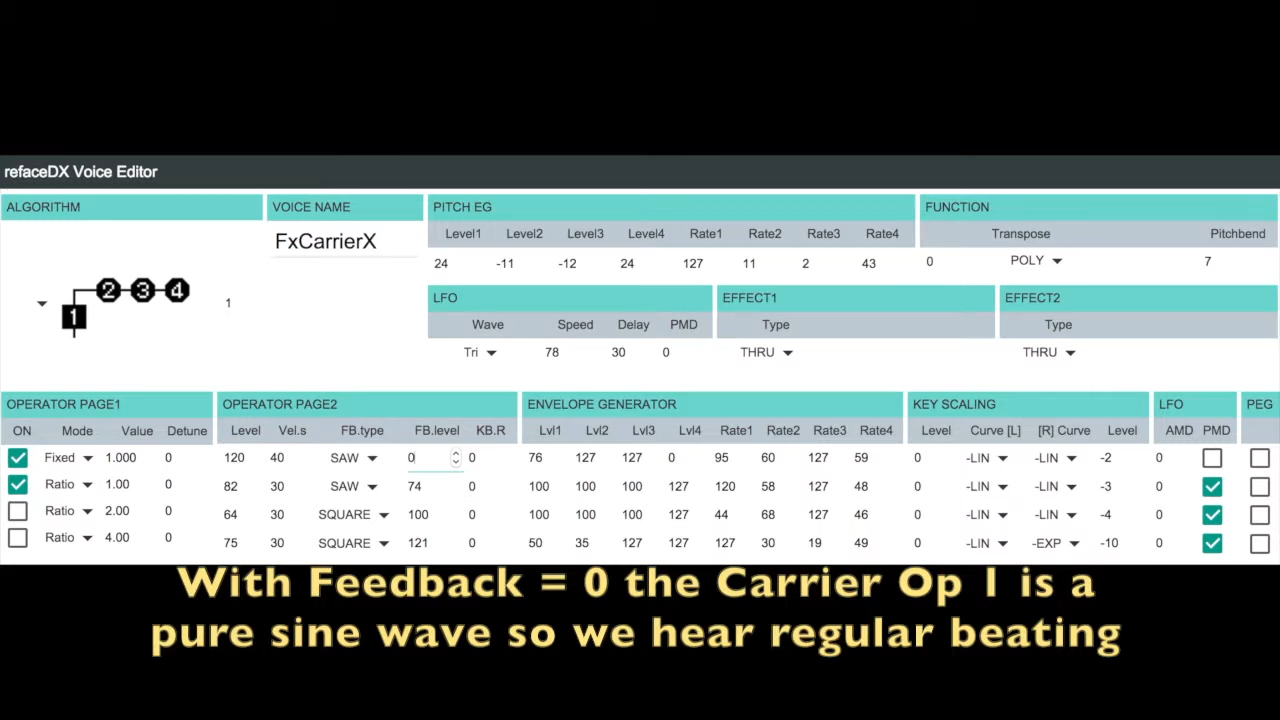 refaceDX Voice Editor
ALGORITHM VOICE NAME PITCH EG FUNCTION
Level1 Level2 Level3 Level4 Rate1 Rate2 Rate3 Rate4 Transpose Pitchbend
FxCarrierX
24 -11 -12 24 127 11 2 43 0 POLY 7
LFO EFFECT1 EFFECT2
2 3 4
1
1
Wave Speed Delay PMD Type Type
Tri 78 30 0 THRU THRU
OPERATOR PAGE1 OPERATOR PAGE2 ENVELOPE GENERATOR KEY SCALING LFO PEG
ON Mode Value Detune Level Vel.s FB.type FB.level KB.R Lvl1 Lvl2 Lvl3 Lvl4 Rate1 Rate2 Rate3 Rate4 Level Curve [L] [R] Curve Level AMD PMD
Fixed 1.000 0 120 40 SAW 0 0 76 127 127 0 95 60 127 59 0 -LIN -LIN -2 0
Ratio 1.00 0 82 30 SAW 74 0 100 100 100 127 120 58 127 48 0 -LIN -LIN -3 0
Ratio 2.00 0 64 30 SQUARE 100 0 100 100 100 127 44 68 127 46 0 -LIN -LIN -4 0
Ratio 4.00 0 75 30 SQUARE 121 0 50 35 127 127 127 30 19 49 0 -LIN -EXP -10 0
With Feedback = 0 the Carrier Op 1 is a
pure sine wave so we hear regular beating